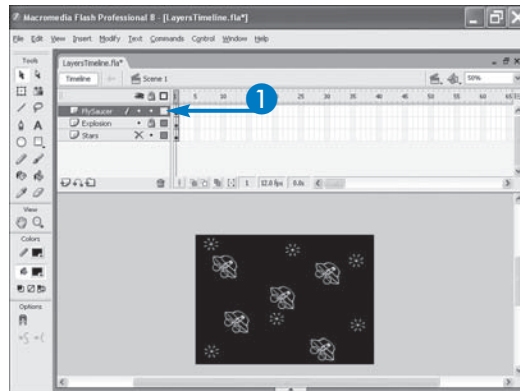 Macromedia Flash Professional 8 - [LayersTimeline.fla*]
File Edit View Insert Modify Text Commands Control Window Help
Tools
LayersTimeline.fla*
Timeline Scene 1 50%
1 5 10 25 30 35 40 45 50 55 60 65
1
FlySaucer
Explosion
Stars
1 12.0 fps 0.0s
View
Colors
Options